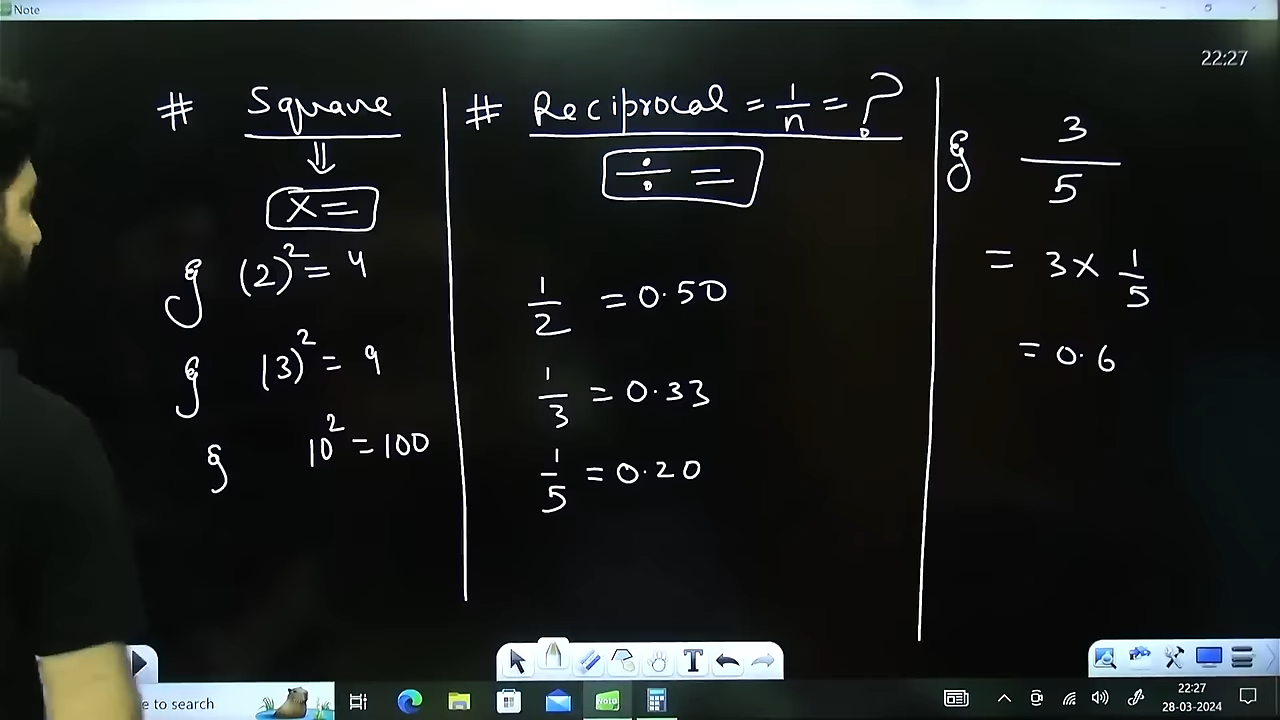 Note
22:27
# Square
⇓
x =
eg (2)² = 4
eg (3)² = 9
eg 10² = 100
# Reciprocal = 1/n = ?
÷ =
1/2 = 0.50
1/3 = 0.33
1/5 = 0.20
eg 3/5
= 3 x 1/5
= 0.6
T
e to search
Note
22:27
28-03-2024